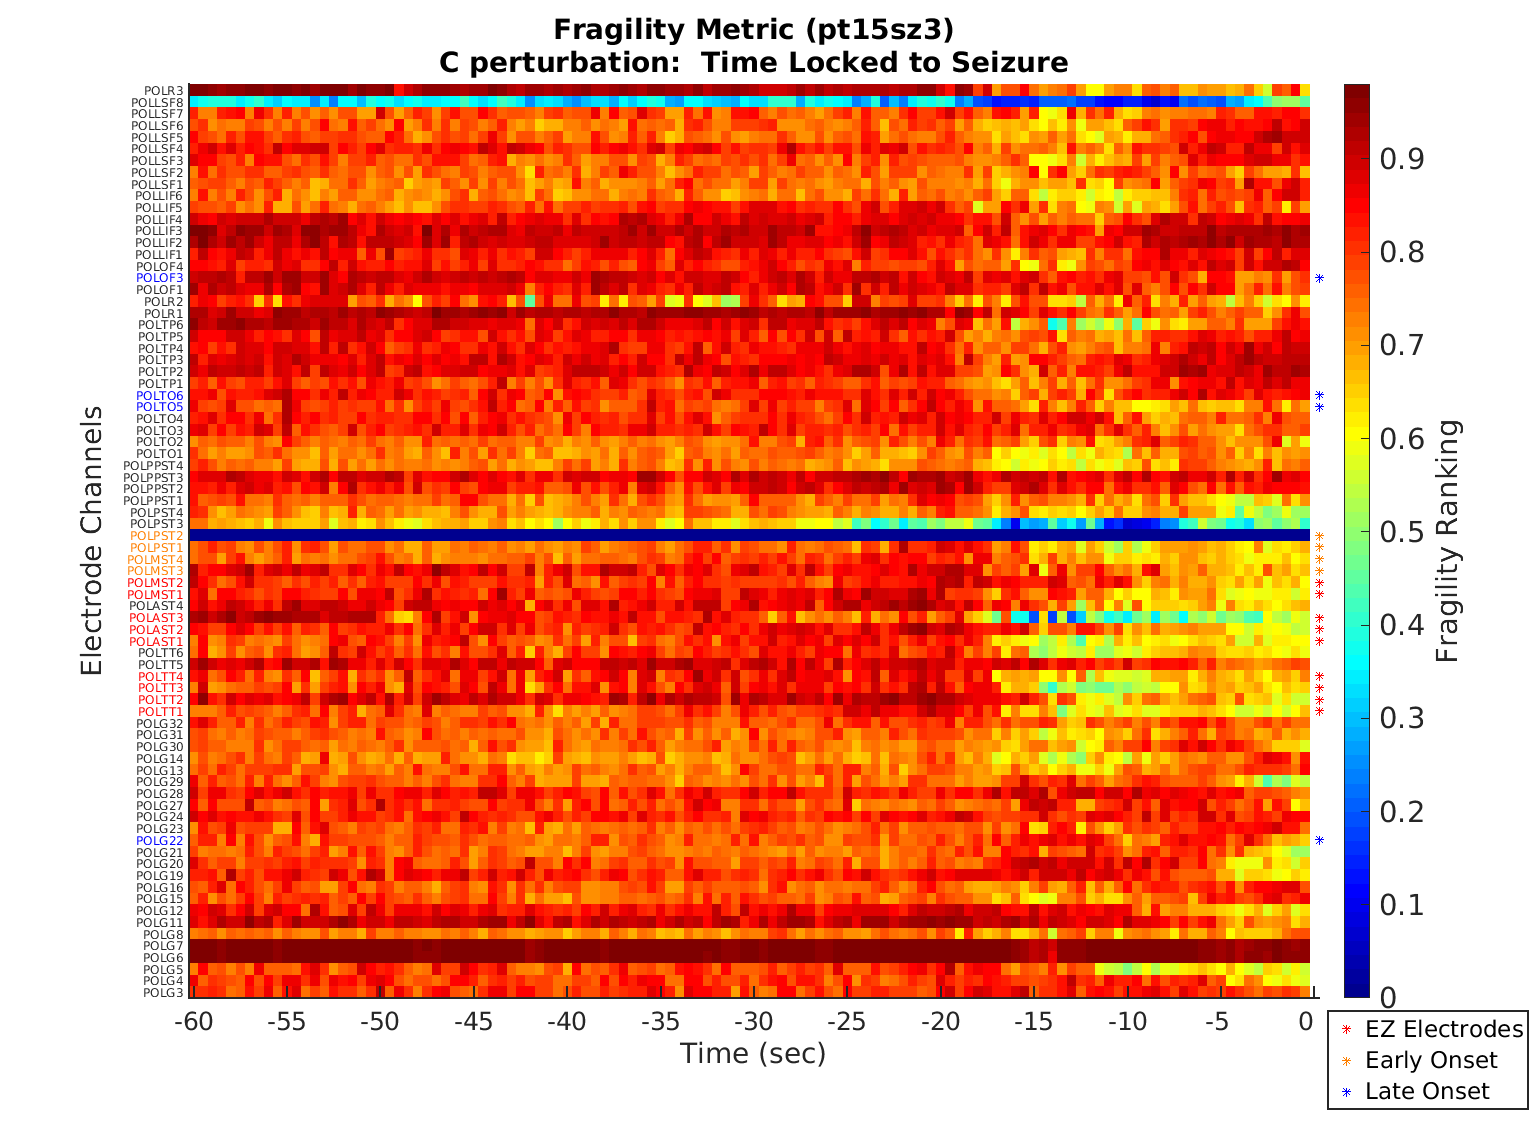 Fragility Metric (pt15sz3)
C perturbation:  Time Locked to Seizure
Electrode Channels
POLR3
POLLSF8
POLLSF7
POLLSF6
POLLSF5
POLLSF4
POLLSF3
POLLSF2
POLLSF1
POLLIF6
POLLIF5
POLLIF4
POLLIF3
POLLIF2
POLLIF1
POLOF4
POLOF3
POLOF1
POLR2
POLR1
POLTP6
POLTP5
POLTP4
POLTP3
POLTP2
POLTP1
POLTO6
POLTO5
POLTO4
POLTO3
POLTO2
POLTO1
POLPPST4
POLPPST3
POLPPST2
POLPPST1
POLPST4
POLPST3
POLPST2
POLPST1
POLMST4
POLMST3
POLMST2
POLMST1
POLAST4
POLAST3
POLAST2
POLAST1
POLTT6
POLTT5
POLTT4
POLTT3
POLTT2
POLTT1
POLG32
POLG31
POLG30
POLG14
POLG13
POLG29
POLG28
POLG27
POLG24
POLG23
POLG22
POLG21
POLG20
POLG19
POLG16
POLG15
POLG12
POLG11
POLG8
POLG7
POLG6
POLG5
POLG4
POLG3
-60 -55 -50 -45 -40 -35 -30 -25 -20 -15 -10 -5 0
Time (sec)
0.9
0.8
0.7
0.6
0.5
0.4
0.3
0.2
0.1
0
Fragility Ranking
EZ Electrodes
Early Onset
Late Onset